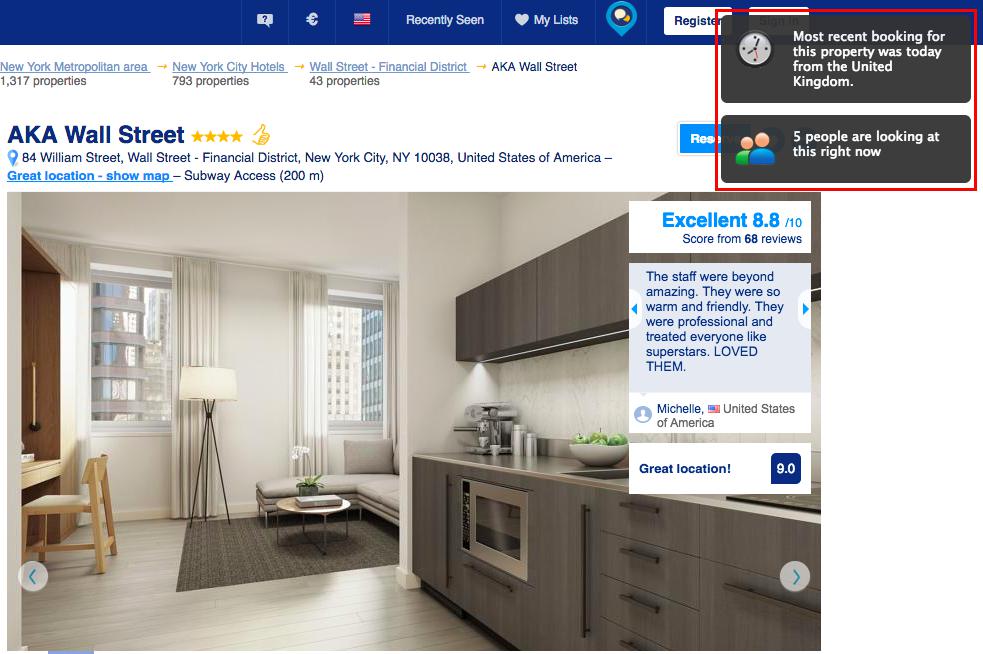 €
Recently Seen
My Lists
Register
Sign In
Most recent booking for
this property was today
from the United
Kingdom.
5 people are looking at
this right now
New York Metropolitan area → New York City Hotels → Wall Street - Financial District → AKA Wall Street
1,317 properties
793 properties
43 properties
AKA Wall Street
84 William Street, Wall Street - Financial District, New York City, NY 10038, United States of America –
Great location - show map – Subway Access (200 m)
Excellent 8.8 /10
Score from 68 reviews
The staff were beyond
amazing. They were so
warm and friendly. They
were professional and
treated everyone like
superstars. LOVED
THEM.
Michelle, United States
of America
Great location! 9.0